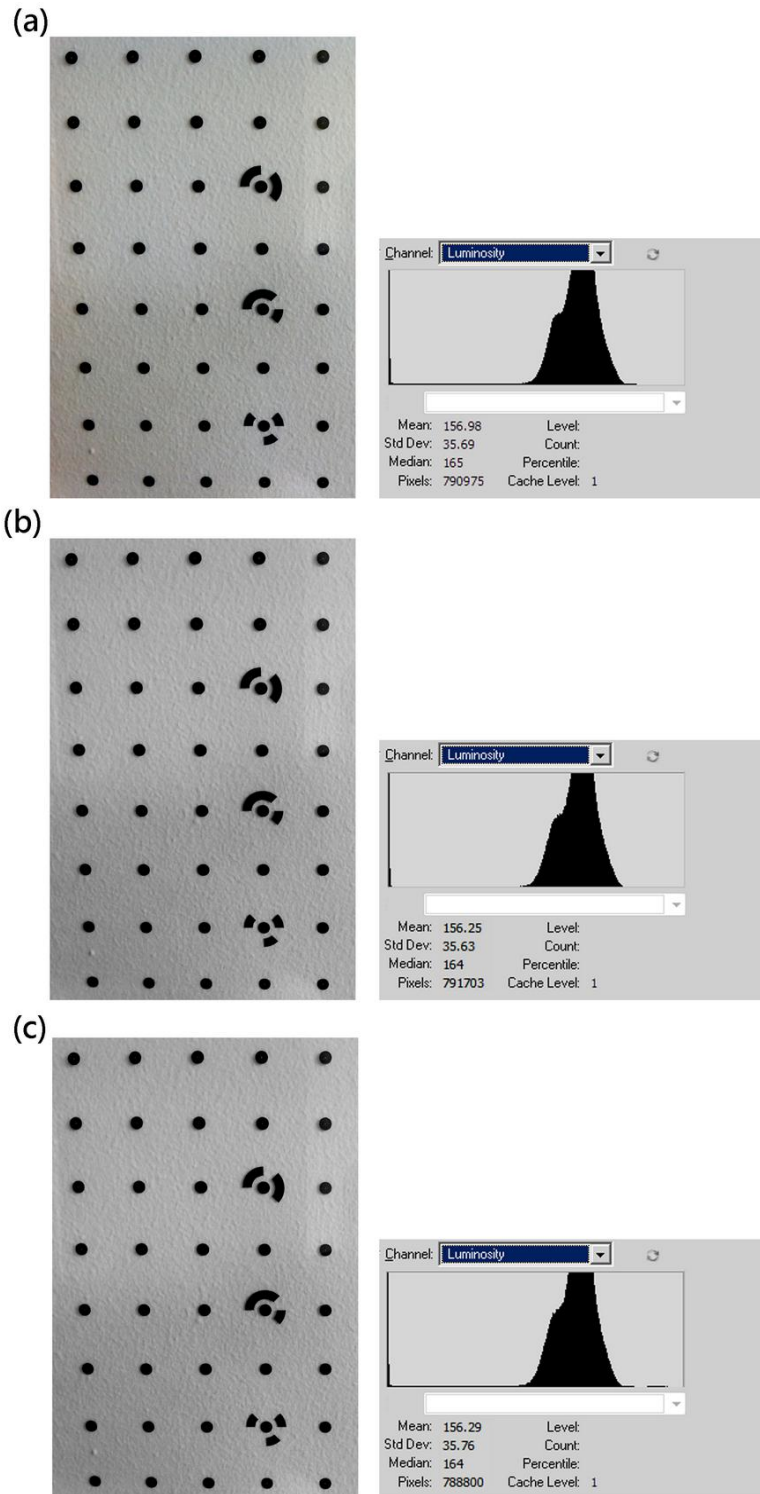 (a)
Channel: Luminosity
Mean: 156.98 Level:
Std Dev: 35.69 Count:
Median: 165 Percentile:
Pixels: 790975 Cache Level: 1
(b)
Channel: Luminosity
Mean: 156.25 Level:
Std Dev: 35.63 Count:
Median: 164 Percentile:
Pixels: 791703 Cache Level: 1
(c)
Channel: Luminosity
Mean: 156.29 Level:
Std Dev: 35.76 Count:
Median: 164 Percentile:
Pixels: 788800 Cache Level: 1